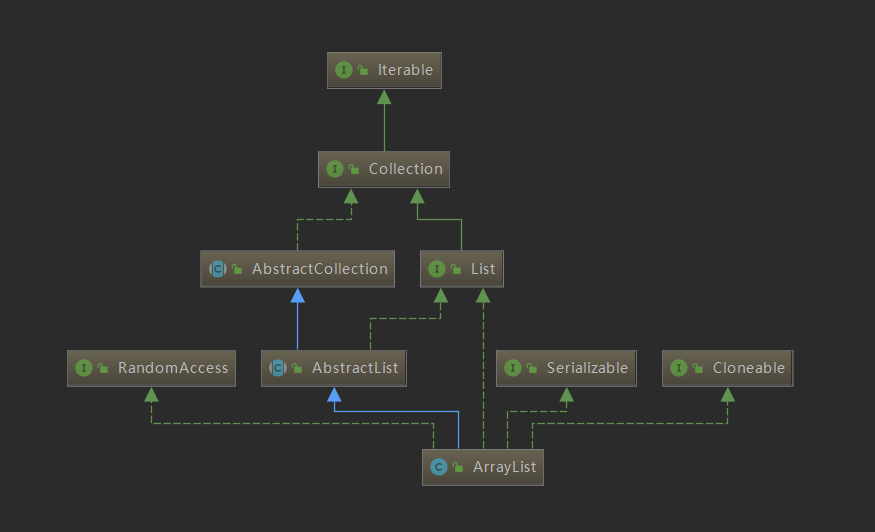 I Iterable
I Collection
C AbstractCollection
I List
I RandomAccess
C AbstractList
I Serializable
I Cloneable
C ArrayList